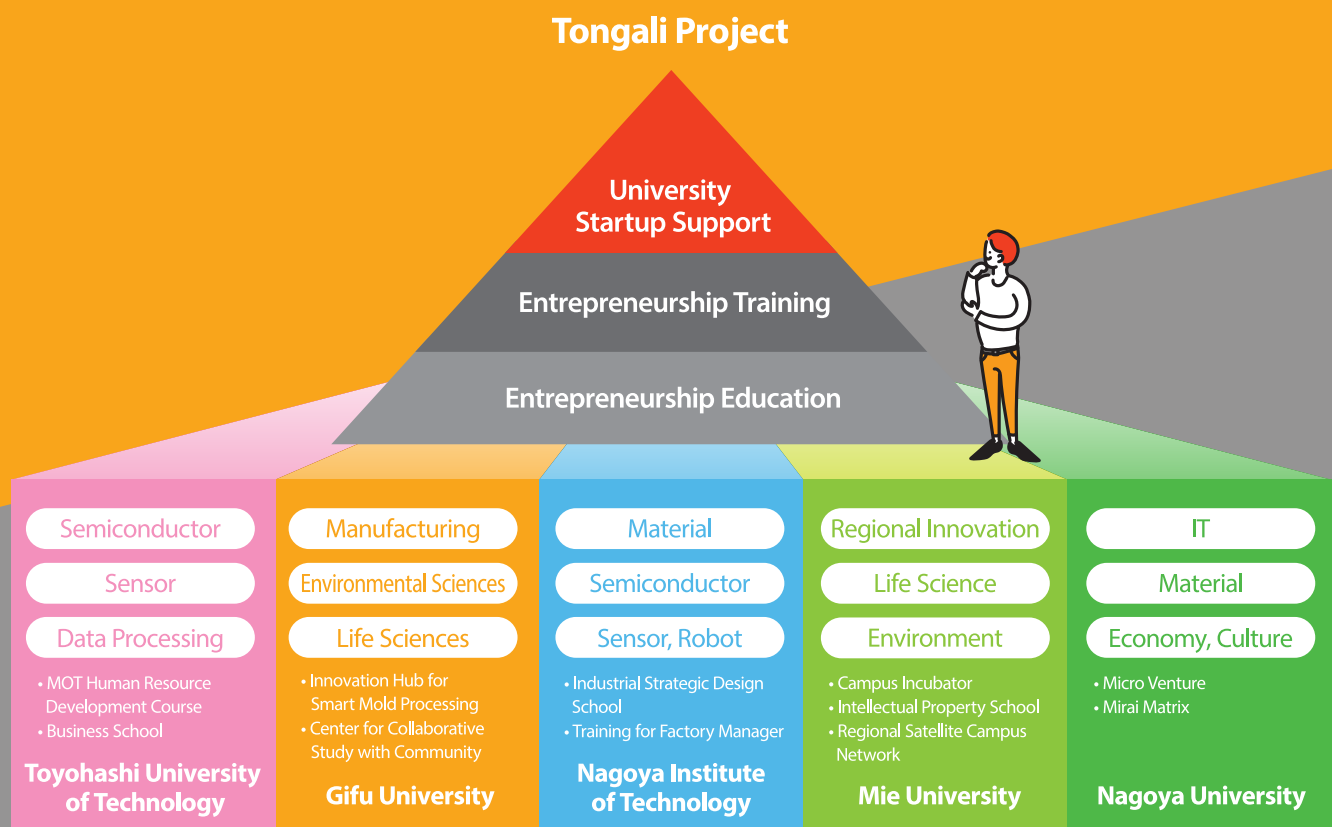 Tongali Project
University
Startup Support
Entrepreneurship Training
Entrepreneurship Education
Semiconductor
Sensor
Data Processing
• MOT Human Resource
Development Course
• Business School
Toyohashi University
of Technology
Manufacturing
Environmental Sciences
Life Sciences
• Innovation Hub for
Smart Mold Processing
• Center for Collaborative
Study with Community
Gifu University
Material
Semiconductor
Sensor, Robot
• Industrial Strategic Design
School
• Training for Factory Manager
Nagoya Institute
of Technology
Regional Innovation
Life Science
Environment
• Campus Incubator
• Intellectual Property School
• Regional Satellite Campus
Network
Mie University
IT
Material
Economy, Culture
• Micro Venture
• Mirai Matrix
Nagoya University